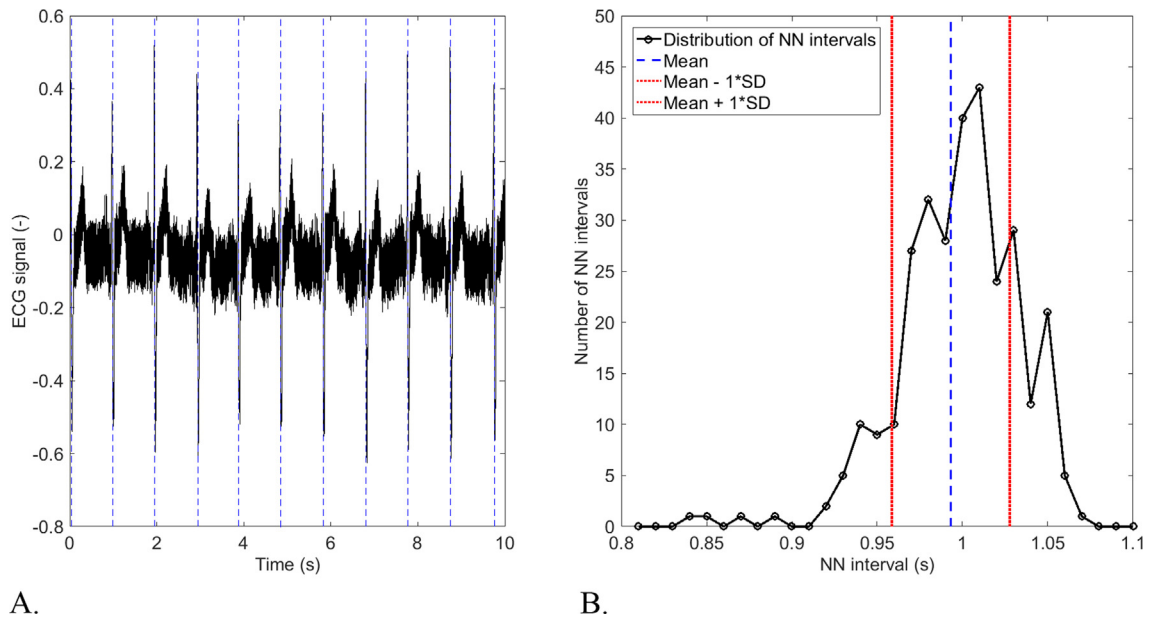 0.6
0.4
0.2
0
-0.2
-0.4
-0.6
-0.8
ECG signal (-)
0 2 4 6 8 10
Time (s)
A.
50
45
40
35
30
25
20
15
10
5
0
Number of NN intervals
Distribution of NN intervals
Mean
Mean - 1*SD
Mean + 1*SD
0.8 0.85 0.9 0.95 1 1.05 1.1
NN interval (s)
B.